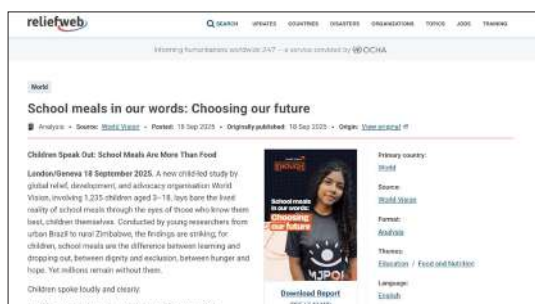 reliefweb
SEARCH UPDATES COUNTRIES DISASTERS ORGANIZATIONS TOPICS JOBS TRAINING
Informing humanitarians worldwide 24/7 — a service provided by OCHA
World
School meals in our words: Choosing our future
Analysis • Source: World Vision • Posted: 19 Sep 2025 • Originally published: 18 Sep 2025 • Origin: View original
Children Speak Out: School Meals Are More Than Food
London/Geneva 18 September 2025. A new child-led study by
global relief, development, and advocacy organisation World
Vision, involving 1,235 children aged 3–18, lays bare the lived
reality of school meals through the eyes of those who know them
best, children themselves. Conducted by young researchers from
urban Brazil to rural Zimbabwe, the findings are striking: for
children, school meals are the difference between learning and
dropping out, between dignity and exclusion, between hunger and
hope. Yet millions remain without them.
Children spoke loudly and clearly:
ENOUGH
School meals
in our words:
Choosing
our future
MJPOP
Download Report
Primary country:
World
Source:
World Vision
Format:
Analysis
Themes:
Education / Food and Nutrition
Language:
English